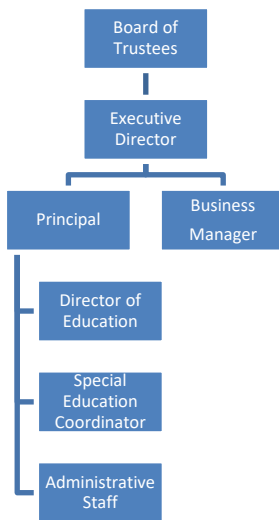 Board of
Trustees
Executive
Director
Principal
Business
Manager
Director of
Education
Special
Education
Coordinator
Administrative
Staff